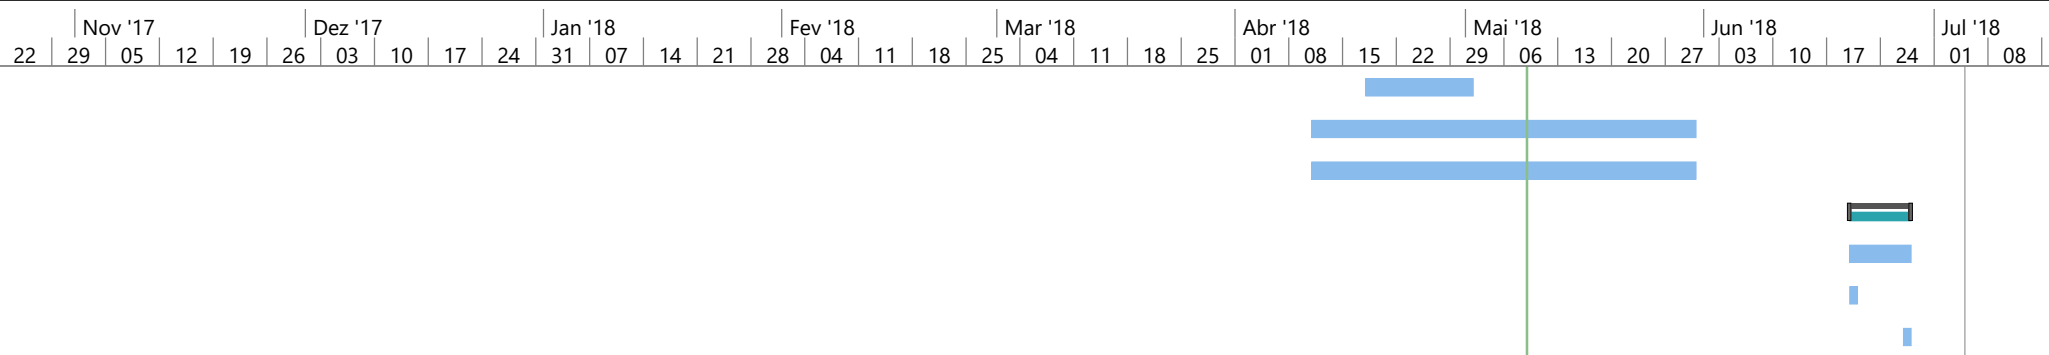 Nov '17 Dez '17 Jan '18 Fev '18 Mar '18 Abr '18 Mai '18 Jun '18 Jul '18
22 29 05 12 19 26 03 10 17 24 31 07 14 21 28 04 11 18 25 04 11 18 25 01 08 15 22 29 06 13 20 27 03 10 17 24 01 08